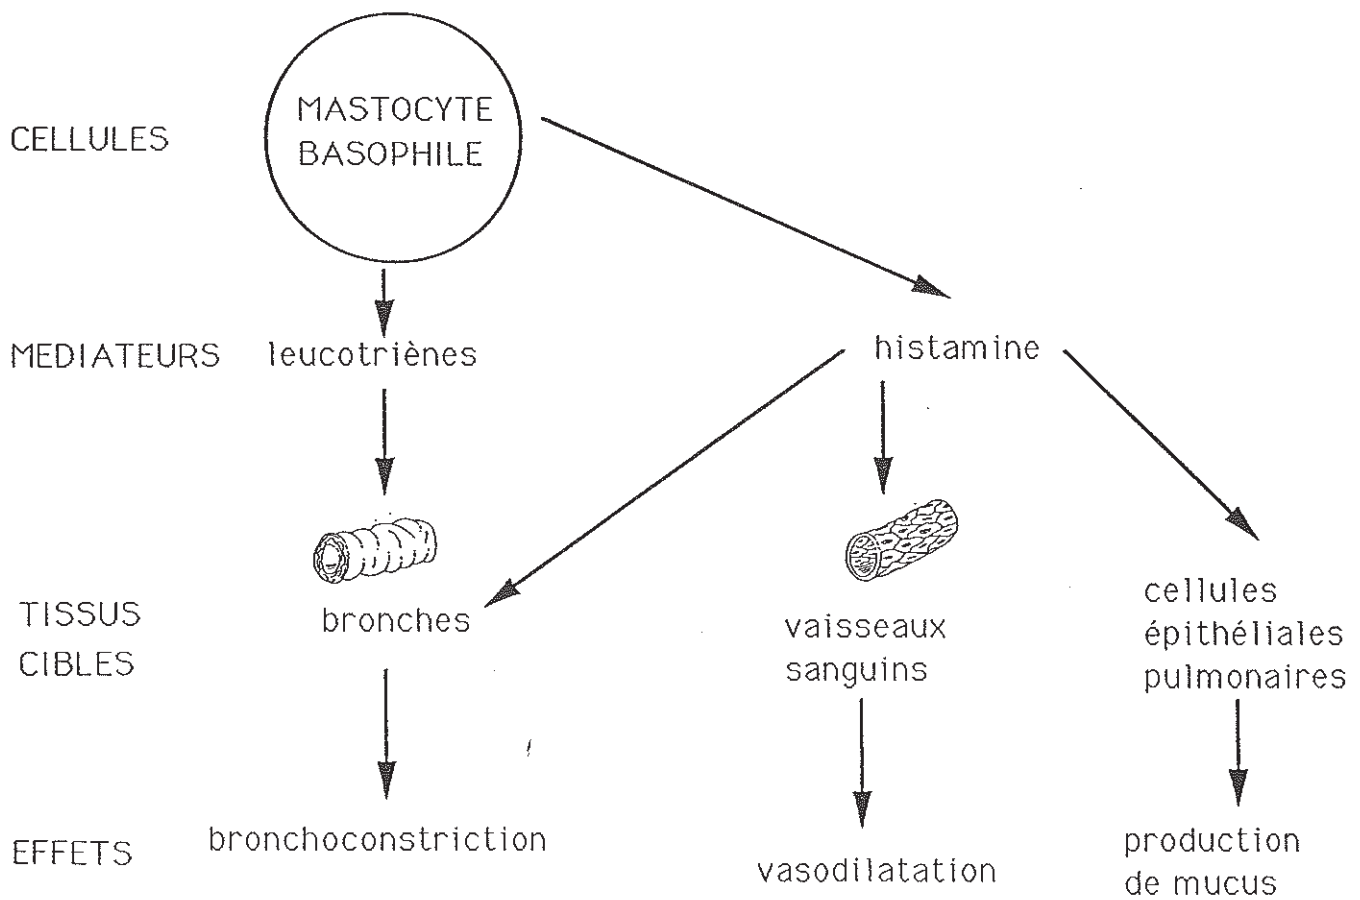 MASTOCYTE
BASOPHILE
CELLULES
MEDIATEURS
leucotriènes
histamine
TISSUS
CIBLES
bronches
vaisseaux
sanguins
cellules
épithéliales
pulmonaires
EFFETS
bronchoconstriction
vasodilatation
production
de mucus